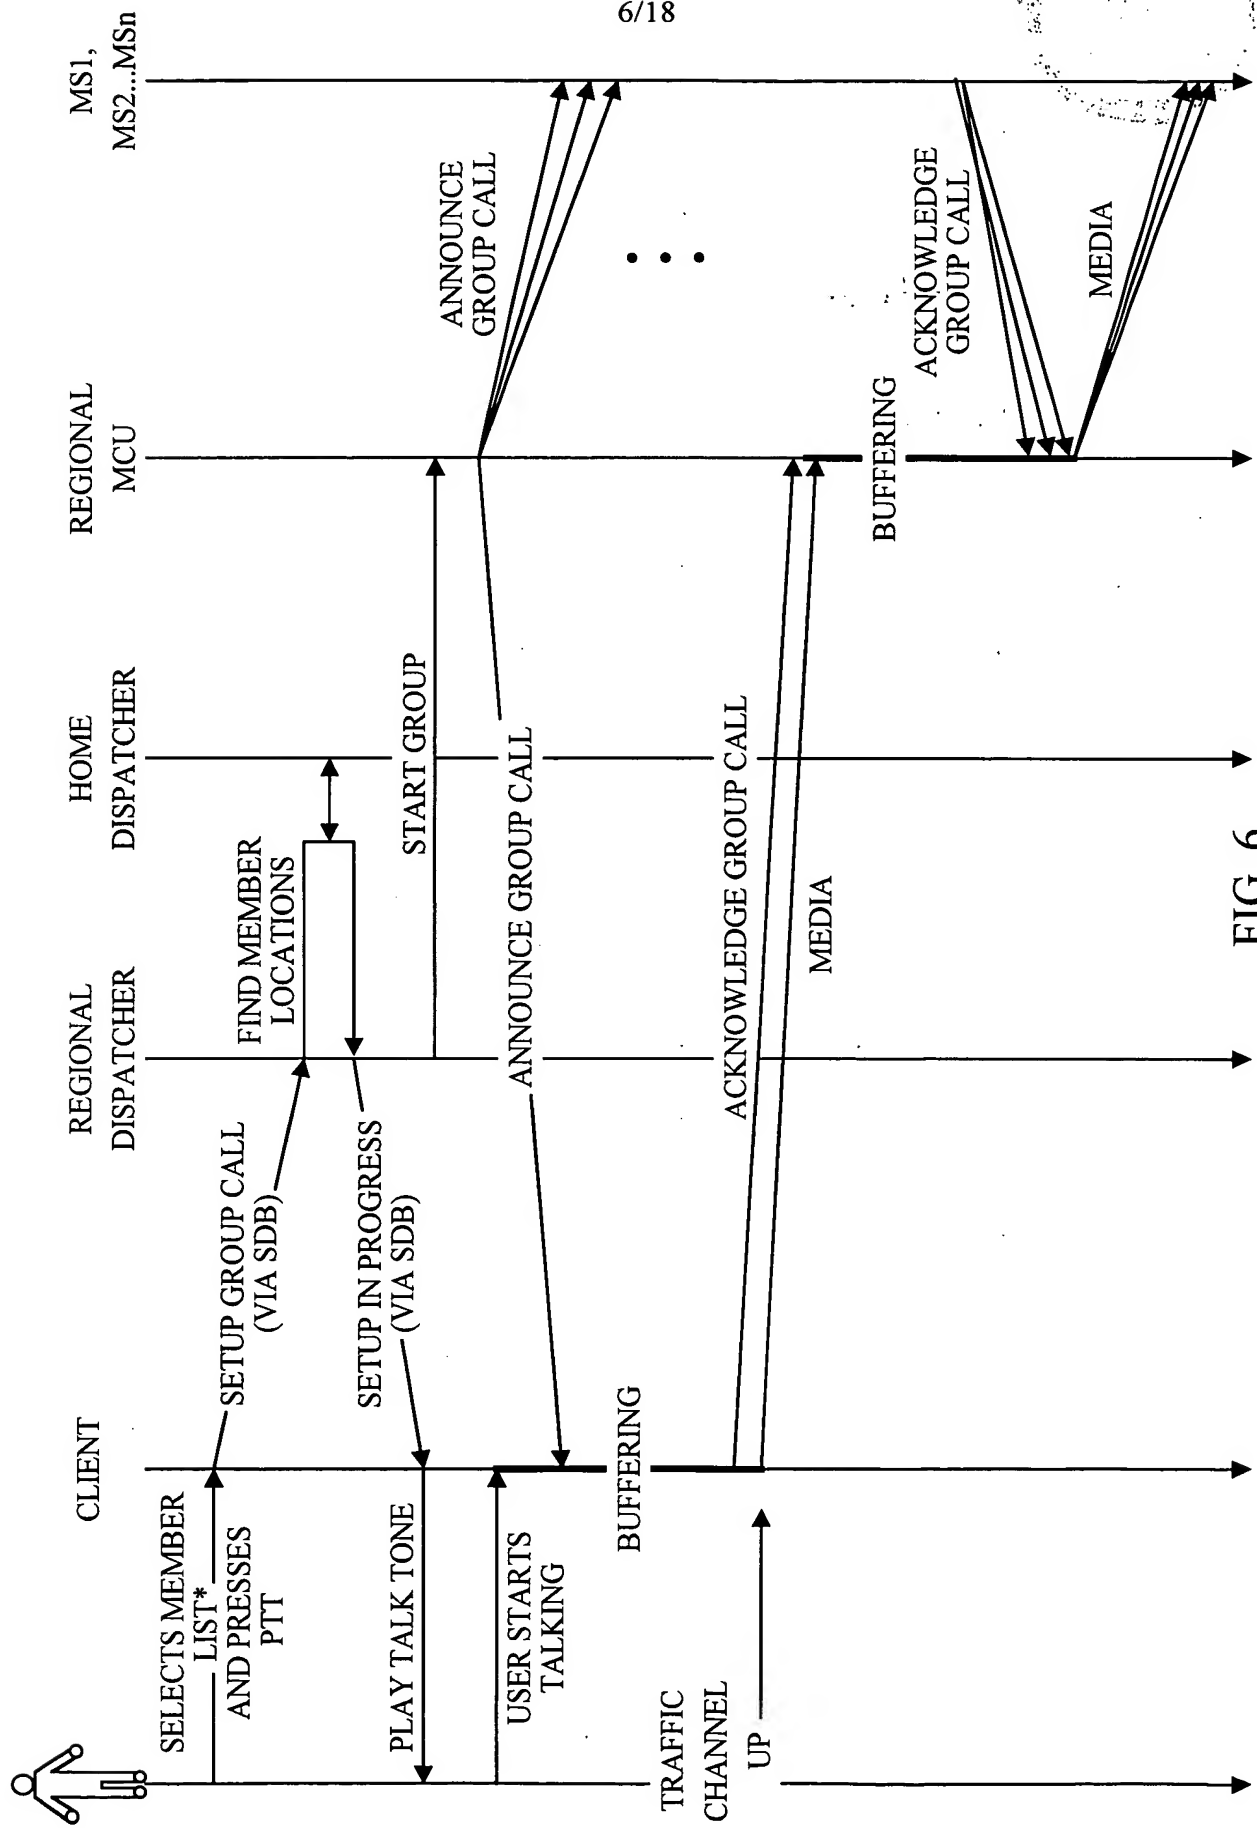 6/18
CLIENT
REGIONAL
DISPATCHER
HOME
DISPATCHER
REGIONAL
MCU
MS1,
MS2...MSn
SELECTS MEMBER
LIST*
AND PRESSES
PTT
SETUP GROUP CALL
(VIA SDB)
FIND MEMBER
LOCATIONS
SETUP IN PROGRESS
(VIA SDB)
PLAY TALK TONE
START GROUP
ANNOUNCE
GROUP CALL
ANNOUNCE GROUP CALL
USER STARTS
TALKING
BUFFERING
TRAFFIC
CHANNEL
UP
ACKNOWLEDGE GROUP CALL
MEDIA
BUFFERING
ACKNOWLEDGE
GROUP CALL
MEDIA
FIG. 6